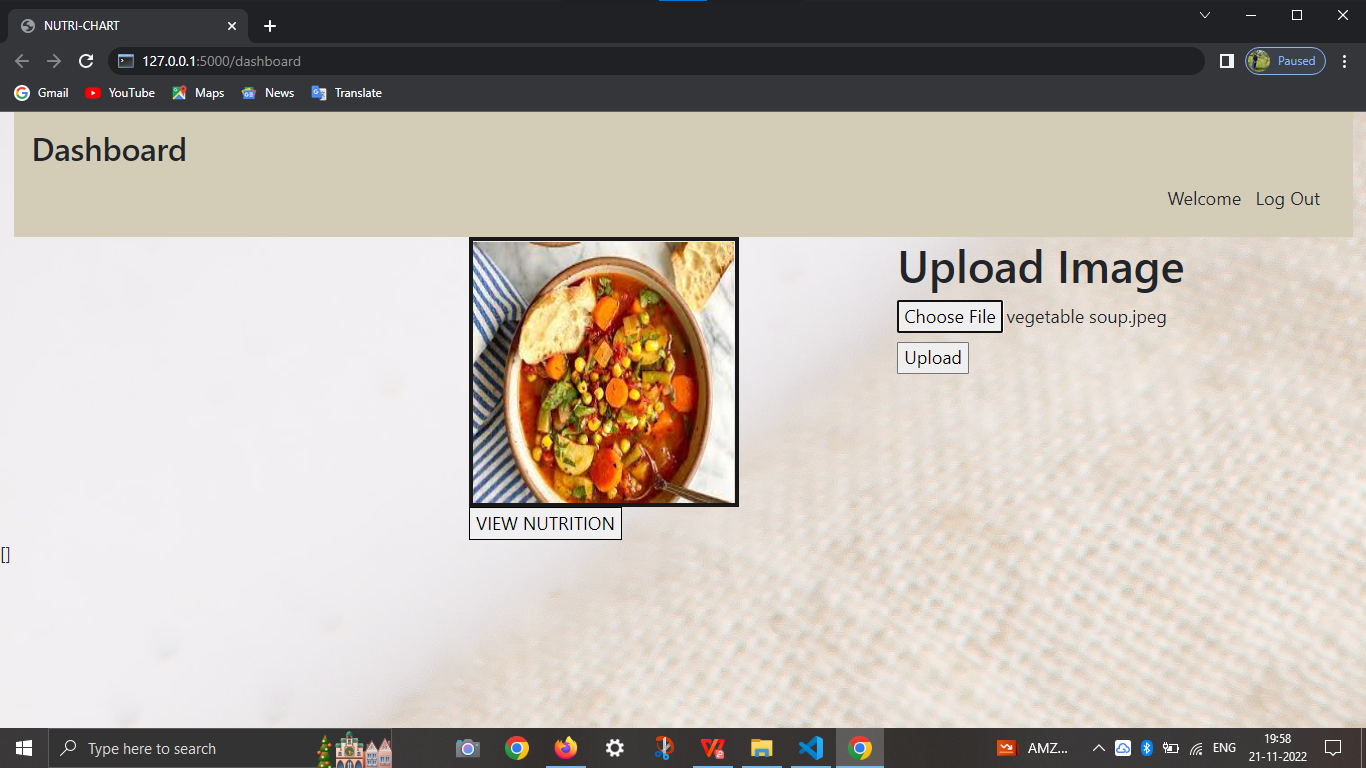 NUTRI-CHART
127.0.0.1:5000/dashboard
Paused
Gmail YouTube Maps News Translate
Dashboard
Welcome Log Out
Upload Image
Choose File vegetable soup.jpeg
Upload
VIEW NUTRITION
[]
Type here to search
AMZ...
ENG
19:58
21-11-2022